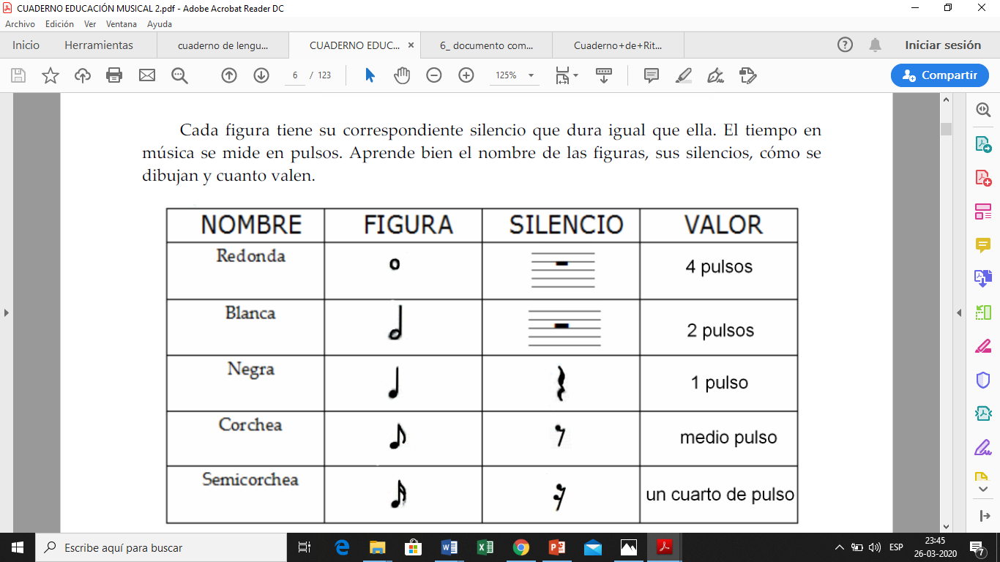 CUADERNO EDUCACIÓN MUSICAL 2.pdf - Adobe Acrobat Reader DC
Archivo Edición Ver Ventana Ayuda
Inicio Herramientas cuaderno de lengu... CUADERNO EDUC... × 6_ documento com... Cuaderno+de+Rit... Iniciar sesión
6 / 123 125% Compartir
Cada figura tiene su correspondiente silencio que dura igual que ella. El tiempo en
música se mide en pulsos. Aprende bien el nombre de las figuras, sus silencios, cómo se
dibujan y cuanto valen.
NOMBRE FIGURA SILENCIO VALOR
Redonda 4 pulsos
Blanca 2 pulsos
Negra 1 pulso
Corchea medio pulso
Semicorchea un cuarto de pulso
Escribe aquí para buscar ESP 23:45
26-03-2020 7